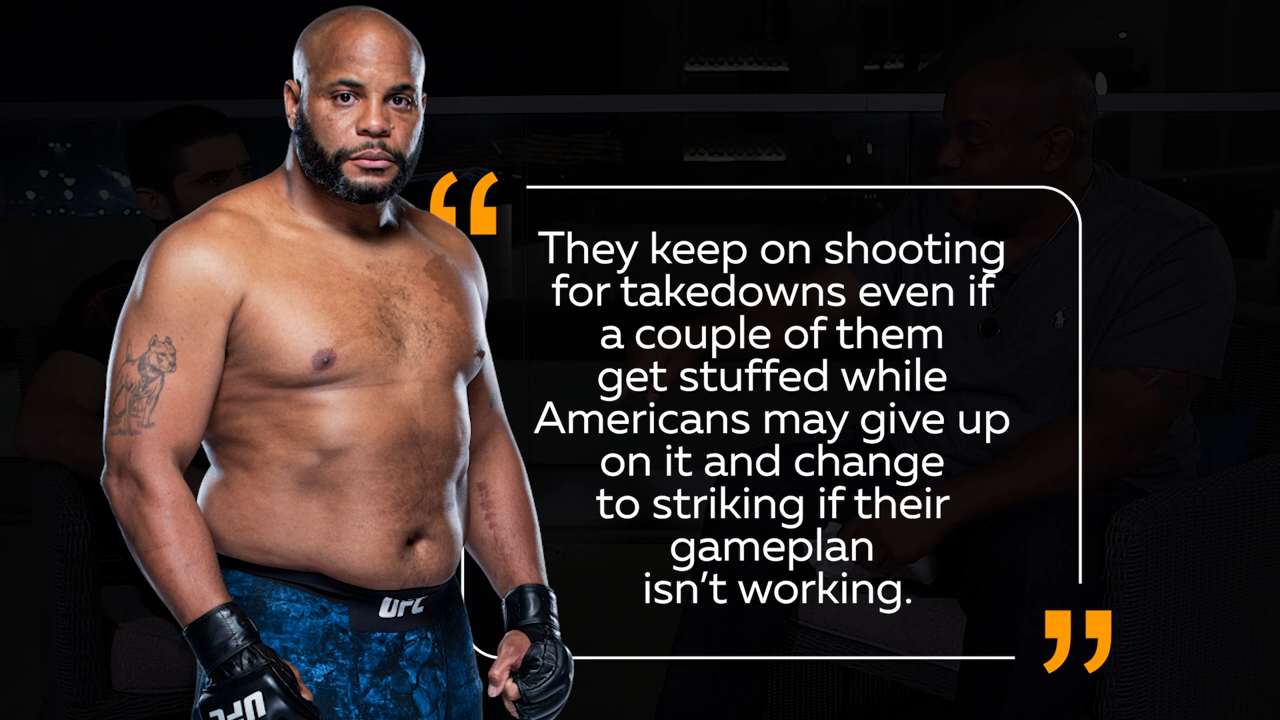 “
They keep on shooting
for takedowns even if
a couple of them
get stuffed while
Americans may give up
on it and change
to striking if their
gameplan
isn’t working.
”
UFC
UFC